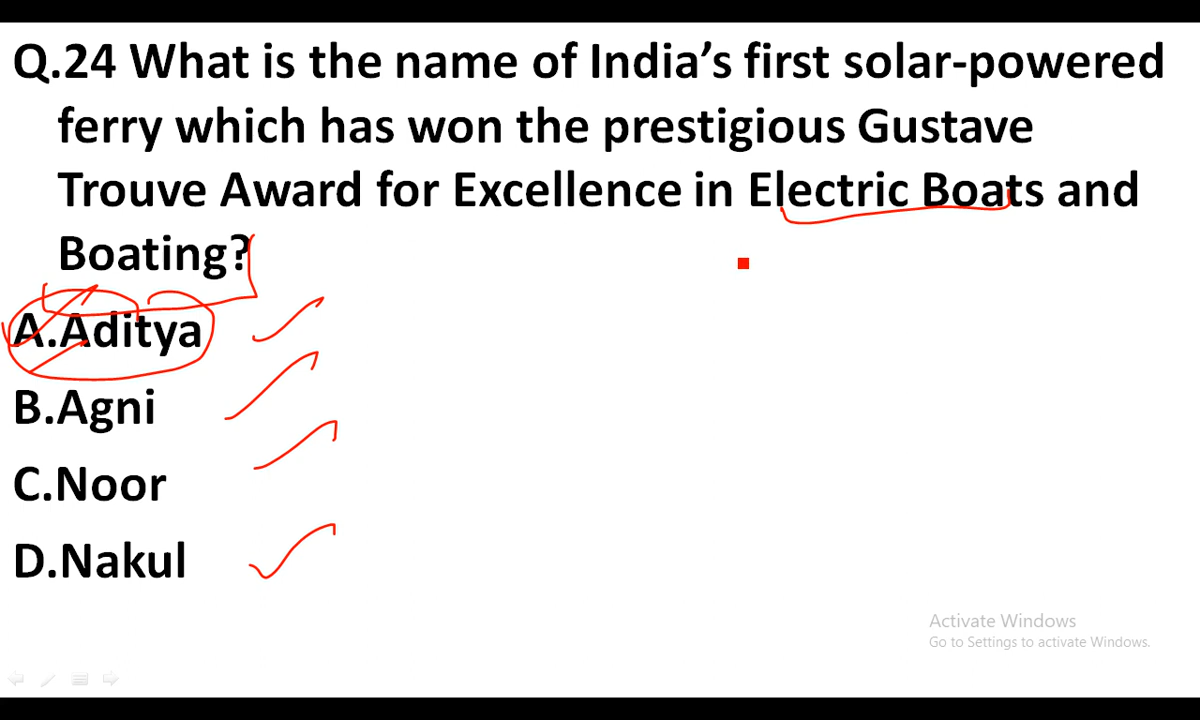 Q.24 What is the name of India’s first solar-powered
ferry which has won the prestigious Gustave
Trouve Award for Excellence in Electric Boats and
Boating?
A.Aditya
B.Agni
C.Noor
D.Nakul
Activate Windows
Go to Settings to activate Windows.